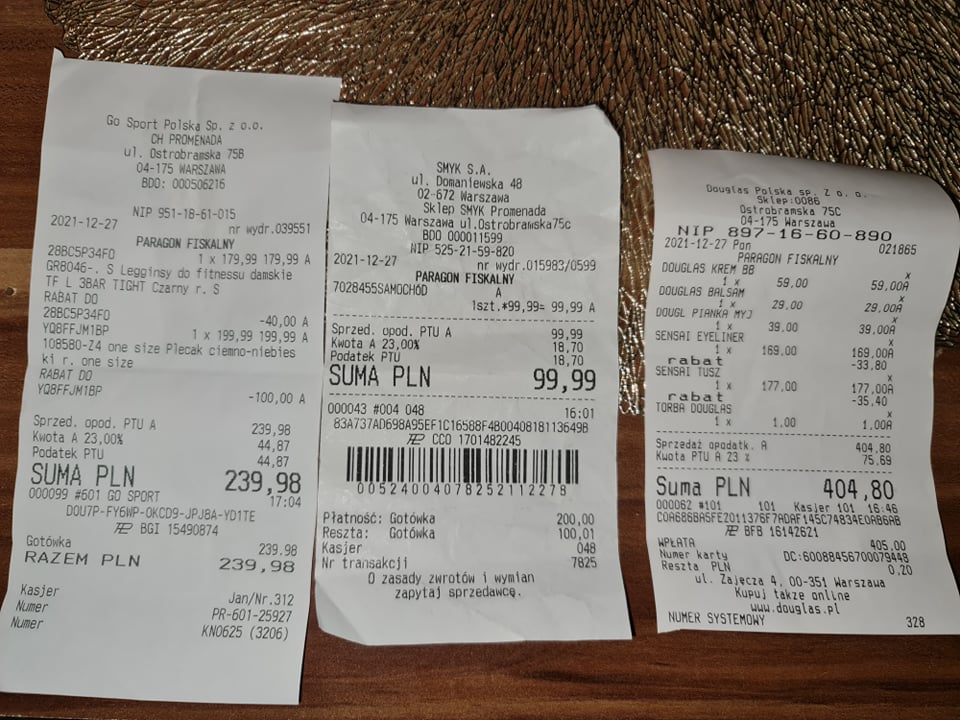 Go Sport Polska Sp. z o.o.
CH PROMENADA
ul. Ostrobramska 75B
04-175 WARSZAWA
BDO: 000506216
NIP 951-18-61-015
2021-12-27 nr wydr.039551
PARAGON FISKALNY
28BC5P34F0 1 x 179,99 179,99 A
GR8046-. S Legginsy do fitnessu damskie
TF L 3BAR TIGHT Czarny r. S
RABAT DO
28BC5P34F0 -40,00 A
YQ8FFJM1BP 1 x 199,99 199,99 A
108580-Z4 one size Plecak ciemno-niebies
ki r. one size
RABAT DO
YQ8FFJM1BP -100,00 A
Sprzed. opod. PTU A 239,98
Kwota A 23,00% 44,87
Podatek PTU 44,87
SUMA PLN 239,98
000099 #601 GO SPORT 17:04
DOU7P-FY6WP-OKCD9-JPJ8A-YD1TE
BGI 15490874
Gotówka 239,98
RAZEM PLN 239,98
Kasjer Jan/Nr.312
Numer PR-601-25927
Numer KN0625 (3206)
SMYK S.A.
ul. Domaniewska 48
02-672 Warszawa
Sklep SMYK Promenada
04-175 Warszawa ul.Ostrobramska75c
BDO 000011599
NIP 525-21-59-820
2021-12-27 nr wydr.015983/0599
PARAGON FISKALNY
7028455SAMOCHÓD A
1szt.*99,99= 99,99 A
Sprzed. opod. PTU A 99,99
Kwota A 23,00% 18,70
Podatek PTU 18,70
SUMA PLN 99,99
000043 #004 048 16:01
83A737AD698A95EF1C16588F4B0040818113649B
CCO 1701482245
00524004078252112278
Płatność: Gotówka 200,00
Reszta: Gotówka 100,01
Kasjer 048
Nr transakcji 7825
O zasady zwrotów i wymian
zapytaj sprzedawcę.
Douglas Polska sp. Z o. o.
Sklep:0086
Ostrobramska 75C
04-175 Warszawa
NIP 897-16-60-890
2021-12-27 Pon 021865
PARAGON FISKALNY
DOUGLAS KREM BB x
1 x 59,00 59,00A
DOUGLAS BALSAM x
1 x 29,00 29,00A
DOUGL PIANKA MYJ x
1 x 39,00 39,00A
SENSAI EYELINER x
1 x 169,00 169,00A
rabat -33,80
SENSAI TUSZ x
1 x 177,00 177,00A
rabat -35,40
TORBA DOUGLAS x
1 x 1,00 1,00A
Sprzedaż opodatk. A 404,80
Kwota PTU A 23 % 75,69
Suma PLN 404,80
000062 #101 101 Kasjer 101 16:46
C0A686BA5FE2011376F7ADAF145C74834E0AB6AB
BFB 16142621
WPŁATA 405,00
Numer karty DC:60088456700079448
Reszta PLN 0,20
ul. Zajęcza 4, 00-351 Warszawa
Kupuj także online
www.douglas.pl
NUMER SYSTEMOWY 328